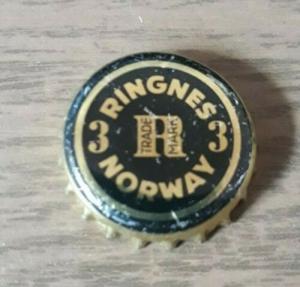 RINGNES
3 R 3
TRADE MARK
NORWAY